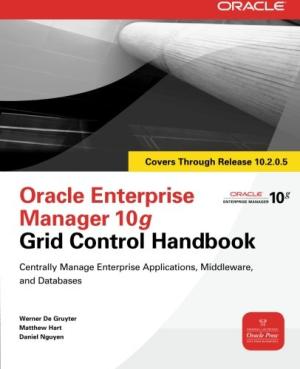 ORACLE
Covers Through Release 10.2.0.5
Oracle Enterprise
Manager 10g
Grid Control Handbook
ORACLE
ENTERPRISE MANAGER 10g
Centrally Manage Enterprise Applications, Middleware,
and Databases
Werner De Gruyter
Matthew Hart
Daniel Nguyen
Oracle Press